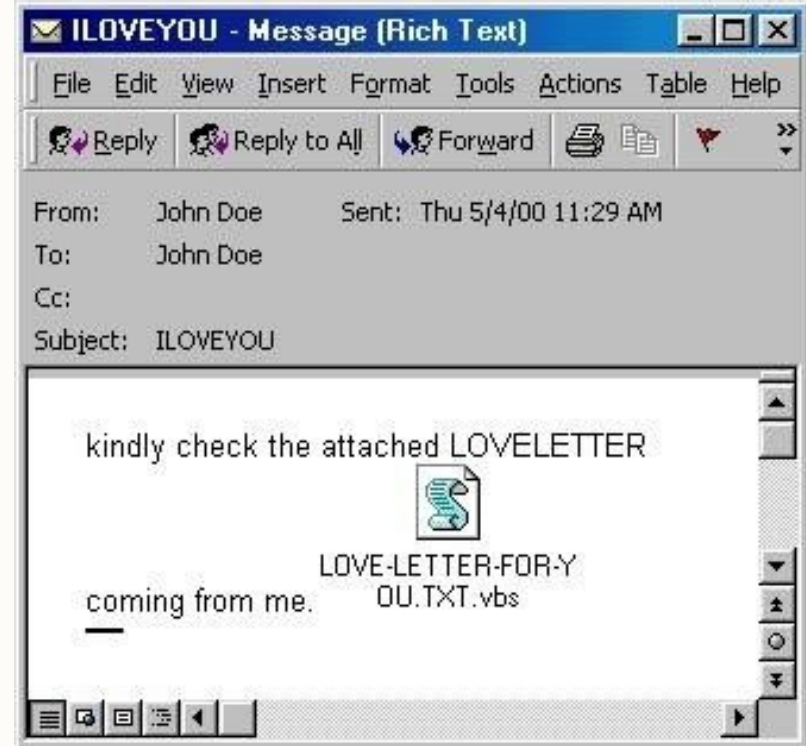 ILOVEYOU - Message (Rich Text)
File Edit View Insert Format Tools Actions Table Help
Reply Reply to All Forward
From: John Doe Sent: Thu 5/4/00 11:29 AM
To: John Doe
Cc:
Subject: ILOVEYOU
kindly check the attached LOVELETTER
LOVE-LETTER-FOR-Y
OU.TXT.vbs
coming from me.